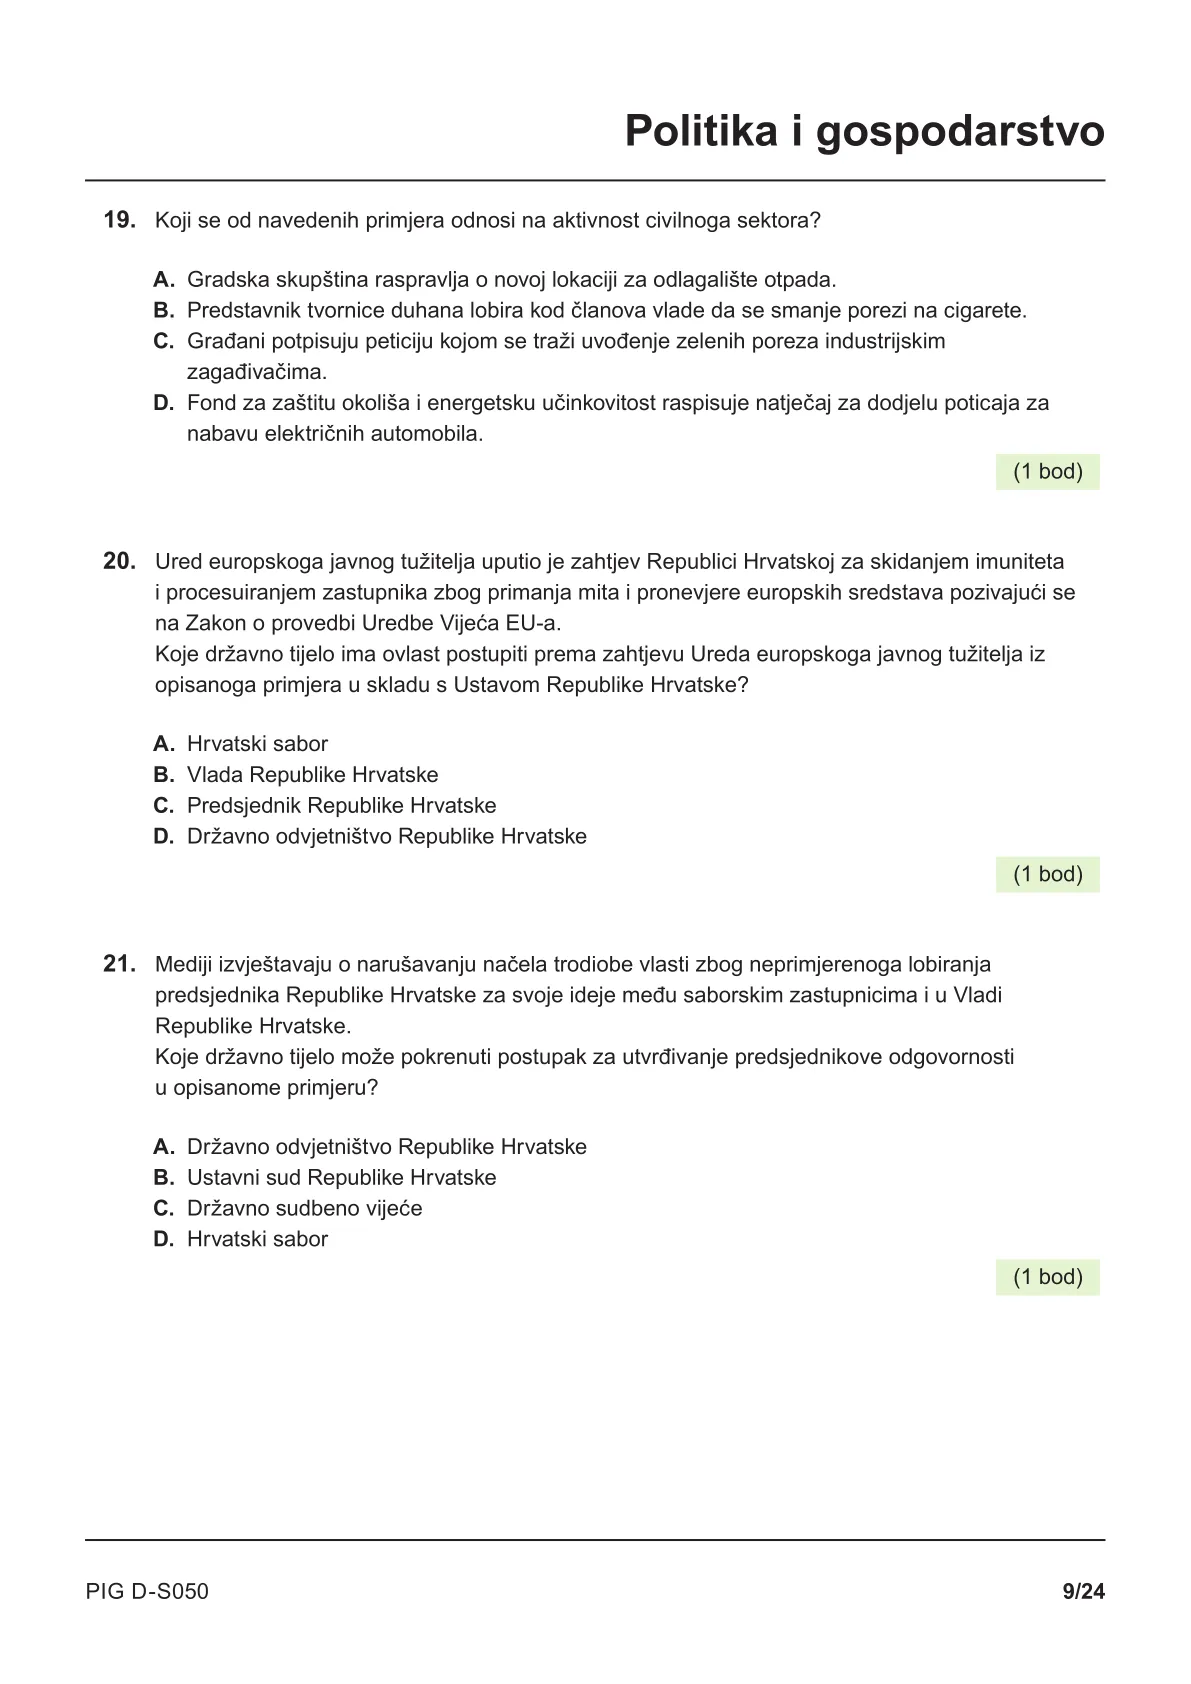 Politika i gospodarstvo
19. Koji se od navedenih primjera odnosi na aktivnost civilnoga sektora?
A. Gradska skupština raspravlja o novoj lokaciji za odlagalište otpada.
B. Predstavnik tvornice duhana lobira kod članova vlade da se smanje porezi na cigarete.
C. Građani potpisuju peticiju kojom se traži uvođenje zelenih poreza industrijskim
zagađivačima.
D. Fond za zaštitu okoliša i energetsku učinkovitost raspisuje natječaj za dodjelu poticaja za
nabavu električnih automobila.
(1 bod)
20. Ured europskoga javnog tužitelja uputio je zahtjev Republici Hrvatskoj za skidanjem imuniteta
i procesuiranjem zastupnika zbog primanja mita i pronevjere europskih sredstava pozivajući se
na Zakon o provedbi Uredbe Vijeća EU-a.
Koje državno tijelo ima ovlast postupiti prema zahtjevu Ureda europskoga javnog tužitelja iz
opisanoga primjera u skladu s Ustavom Republike Hrvatske?
A. Hrvatski sabor
B. Vlada Republike Hrvatske
C. Predsjednik Republike Hrvatske
D. Državno odvjetništvo Republike Hrvatske
(1 bod)
21. Mediji izvještavaju o narušavanju načela trodiobe vlasti zbog neprimjerenoga lobiranja
predsjednika Republike Hrvatske za svoje ideje među saborskim zastupnicima i u Vladi
Republike Hrvatske.
Koje državno tijelo može pokrenuti postupak za utvrđivanje predsjednikove odgovornosti
u opisanome primjeru?
A. Državno odvjetništvo Republike Hrvatske
B. Ustavni sud Republike Hrvatske
C. Državno sudbeno vijeće
D. Hrvatski sabor
(1 bod)
PIG D-S050
9/24